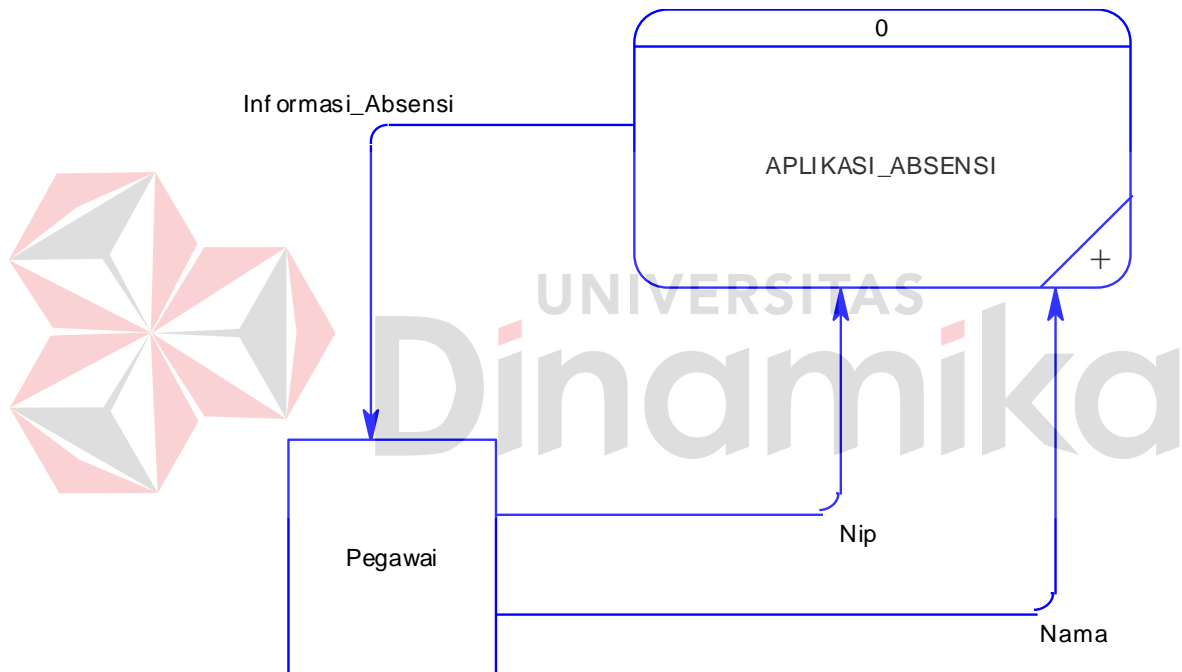 0
Informasi_Absensi
APLIKASI_ABSENSI
+
UNIVERSITAS
Dinamika
Nip
Pegawai
Nama